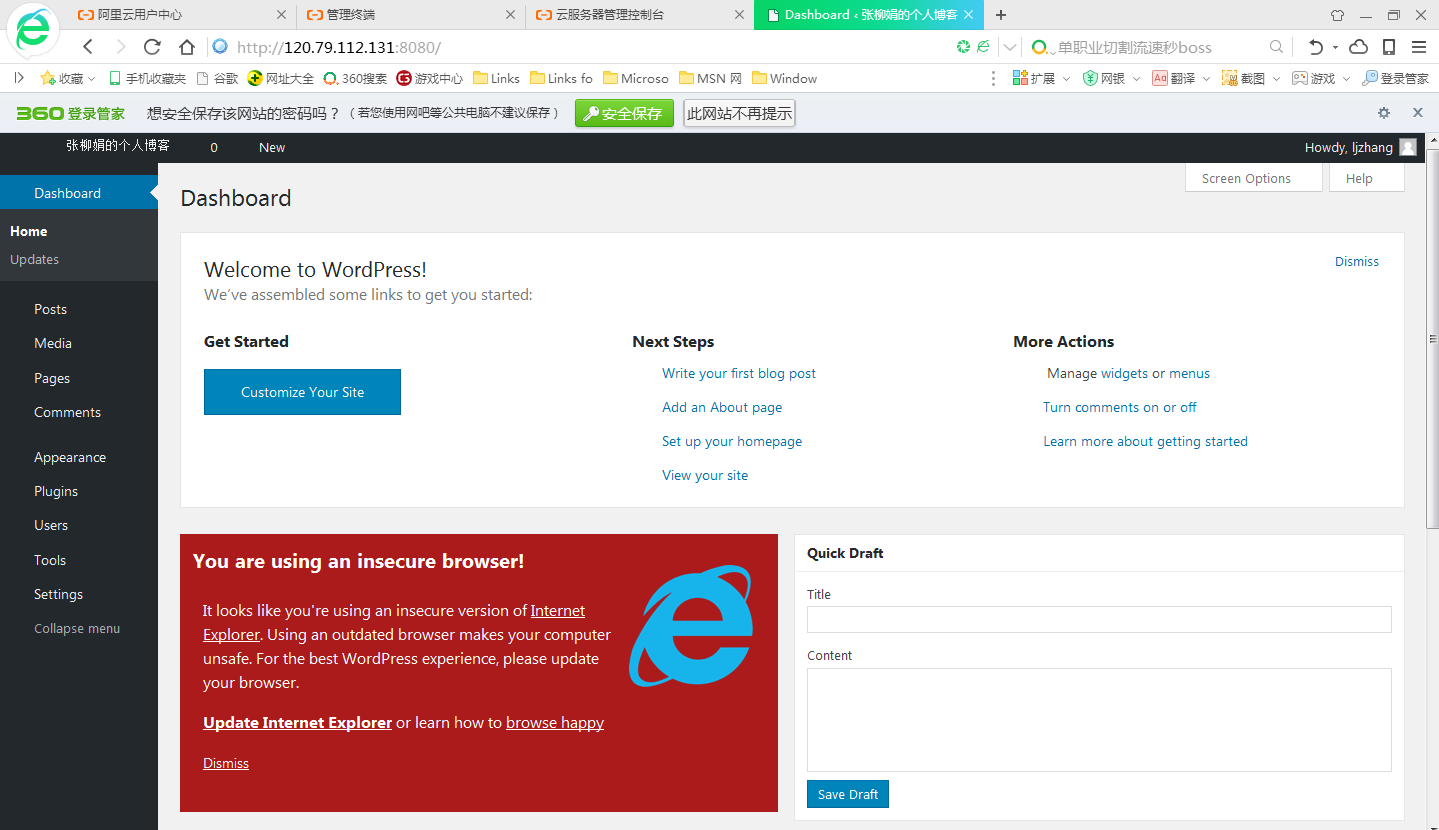 阿里云用户中心
管理终端
云服务器管理控制台
Dashboard ‹ 张柳娟的个人博客
http://120.79.112.131:8080/
单职业切割流速秒boss
收藏 手机收藏夹 谷歌 网址大全 360搜索 游戏中心 Links Links fo Microso MSN 网 Window
扩展 网银 Aa 翻译 截图 游戏 登录管家
360 登录管家 想安全保存该网站的密码吗？（若您使用网吧等公共电脑不建议保存） 安全保存 此网站不再提示
张柳娟的个人博客 0 New Howdy, ljzhang
Screen Options Help
Dashboard
Home
Updates
Posts
Media
Pages
Comments
Appearance
Plugins
Users
Tools
Settings
Collapse menu
Dashboard
Welcome to WordPress!
Dismiss
We've assembled some links to get you started:
Get Started
Customize Your Site
Next Steps
Write your first blog post
Add an About page
Set up your homepage
View your site
More Actions
Manage widgets or menus
Turn comments on or off
Learn more about getting started
You are using an insecure browser!
It looks like you're using an insecure version of Internet
Explorer. Using an outdated browser makes your computer
unsafe. For the best WordPress experience, please update
your browser.
Update Internet Explorer or learn how to browse happy
Dismiss
Quick Draft
Title
Content
Save Draft